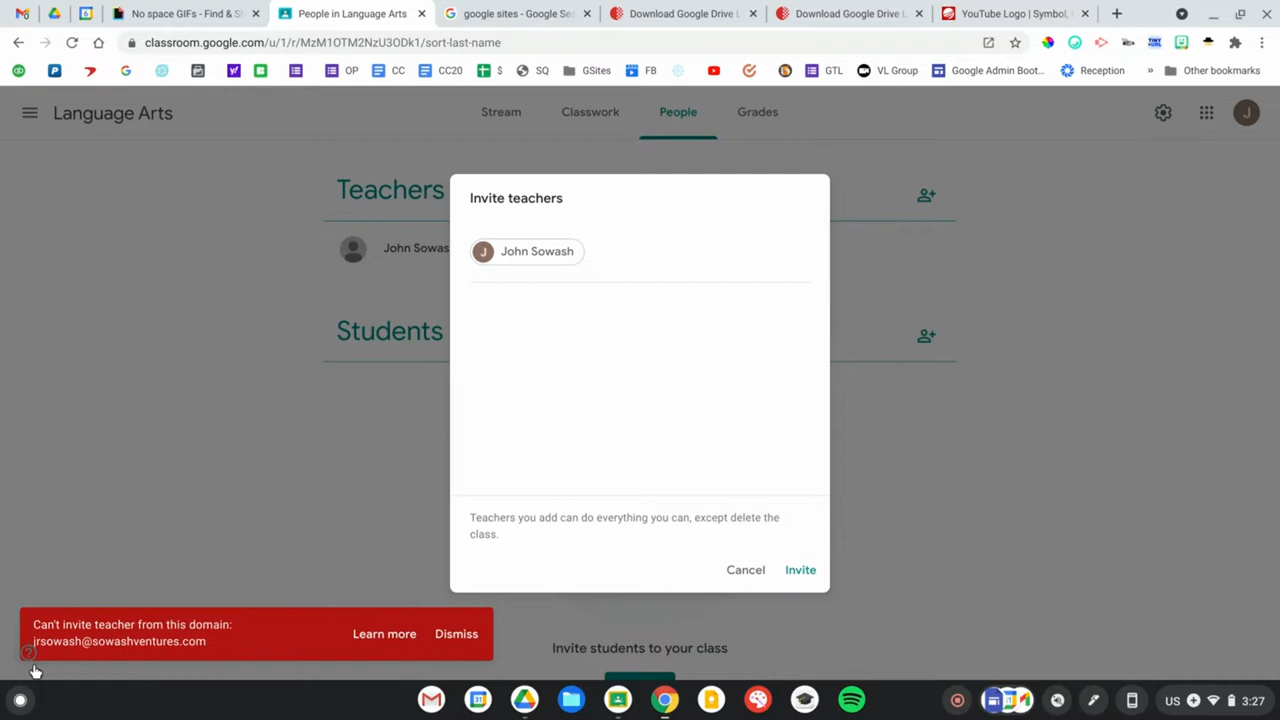 No space GIFs - Find & Sh
People in Language Arts
google sites - Google Sea
Download Google Drive L
Download Google Drive L
YouTube Logo | Symbol,
classroom.google.com/u/1/r/MzM1OTM2NzU3ODk1/sort-last-name
OP
CC
CC20
$
SQ
GSites
FB
GTL
VL Group
Google Admin Boot...
Reception
»
Other bookmarks
Language Arts
Stream
Classwork
People
Grades
J
Teachers
John Sowas
Students
Invite teachers
J John Sowash
Teachers you add can do everything you can, except delete the
class.
Cancel
Invite
Can't invite teacher from this domain:
jrsowash@sowashventures.com
Learn more
Dismiss
Invite students to your class
US
3:27